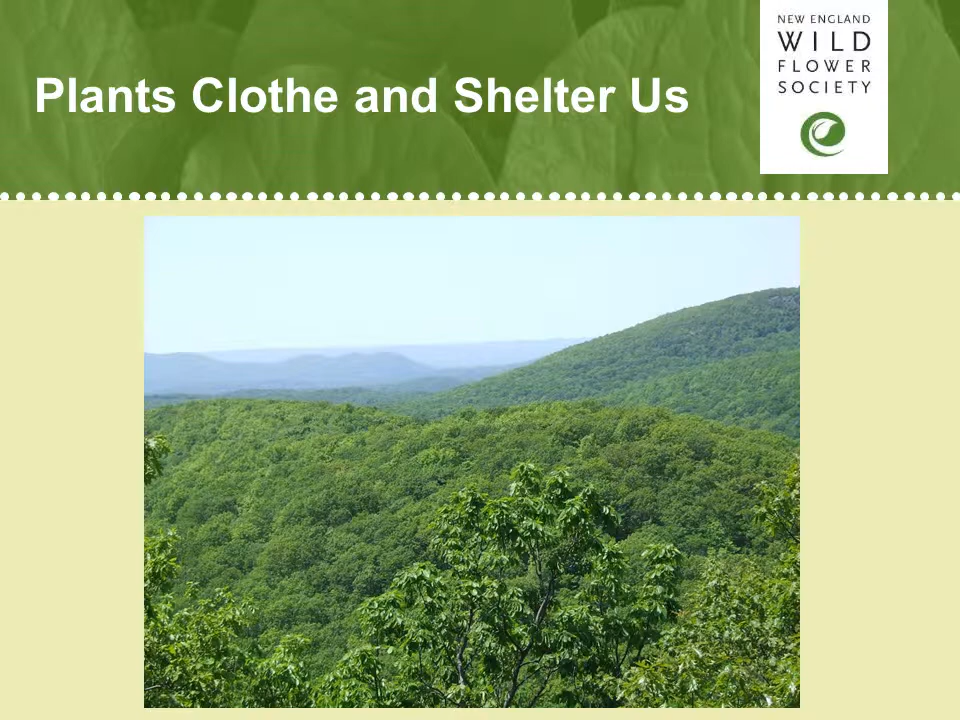 Plants Clothe and Shelter Us
NEW ENGLAND
WILD
FLOWER
SOCIETY